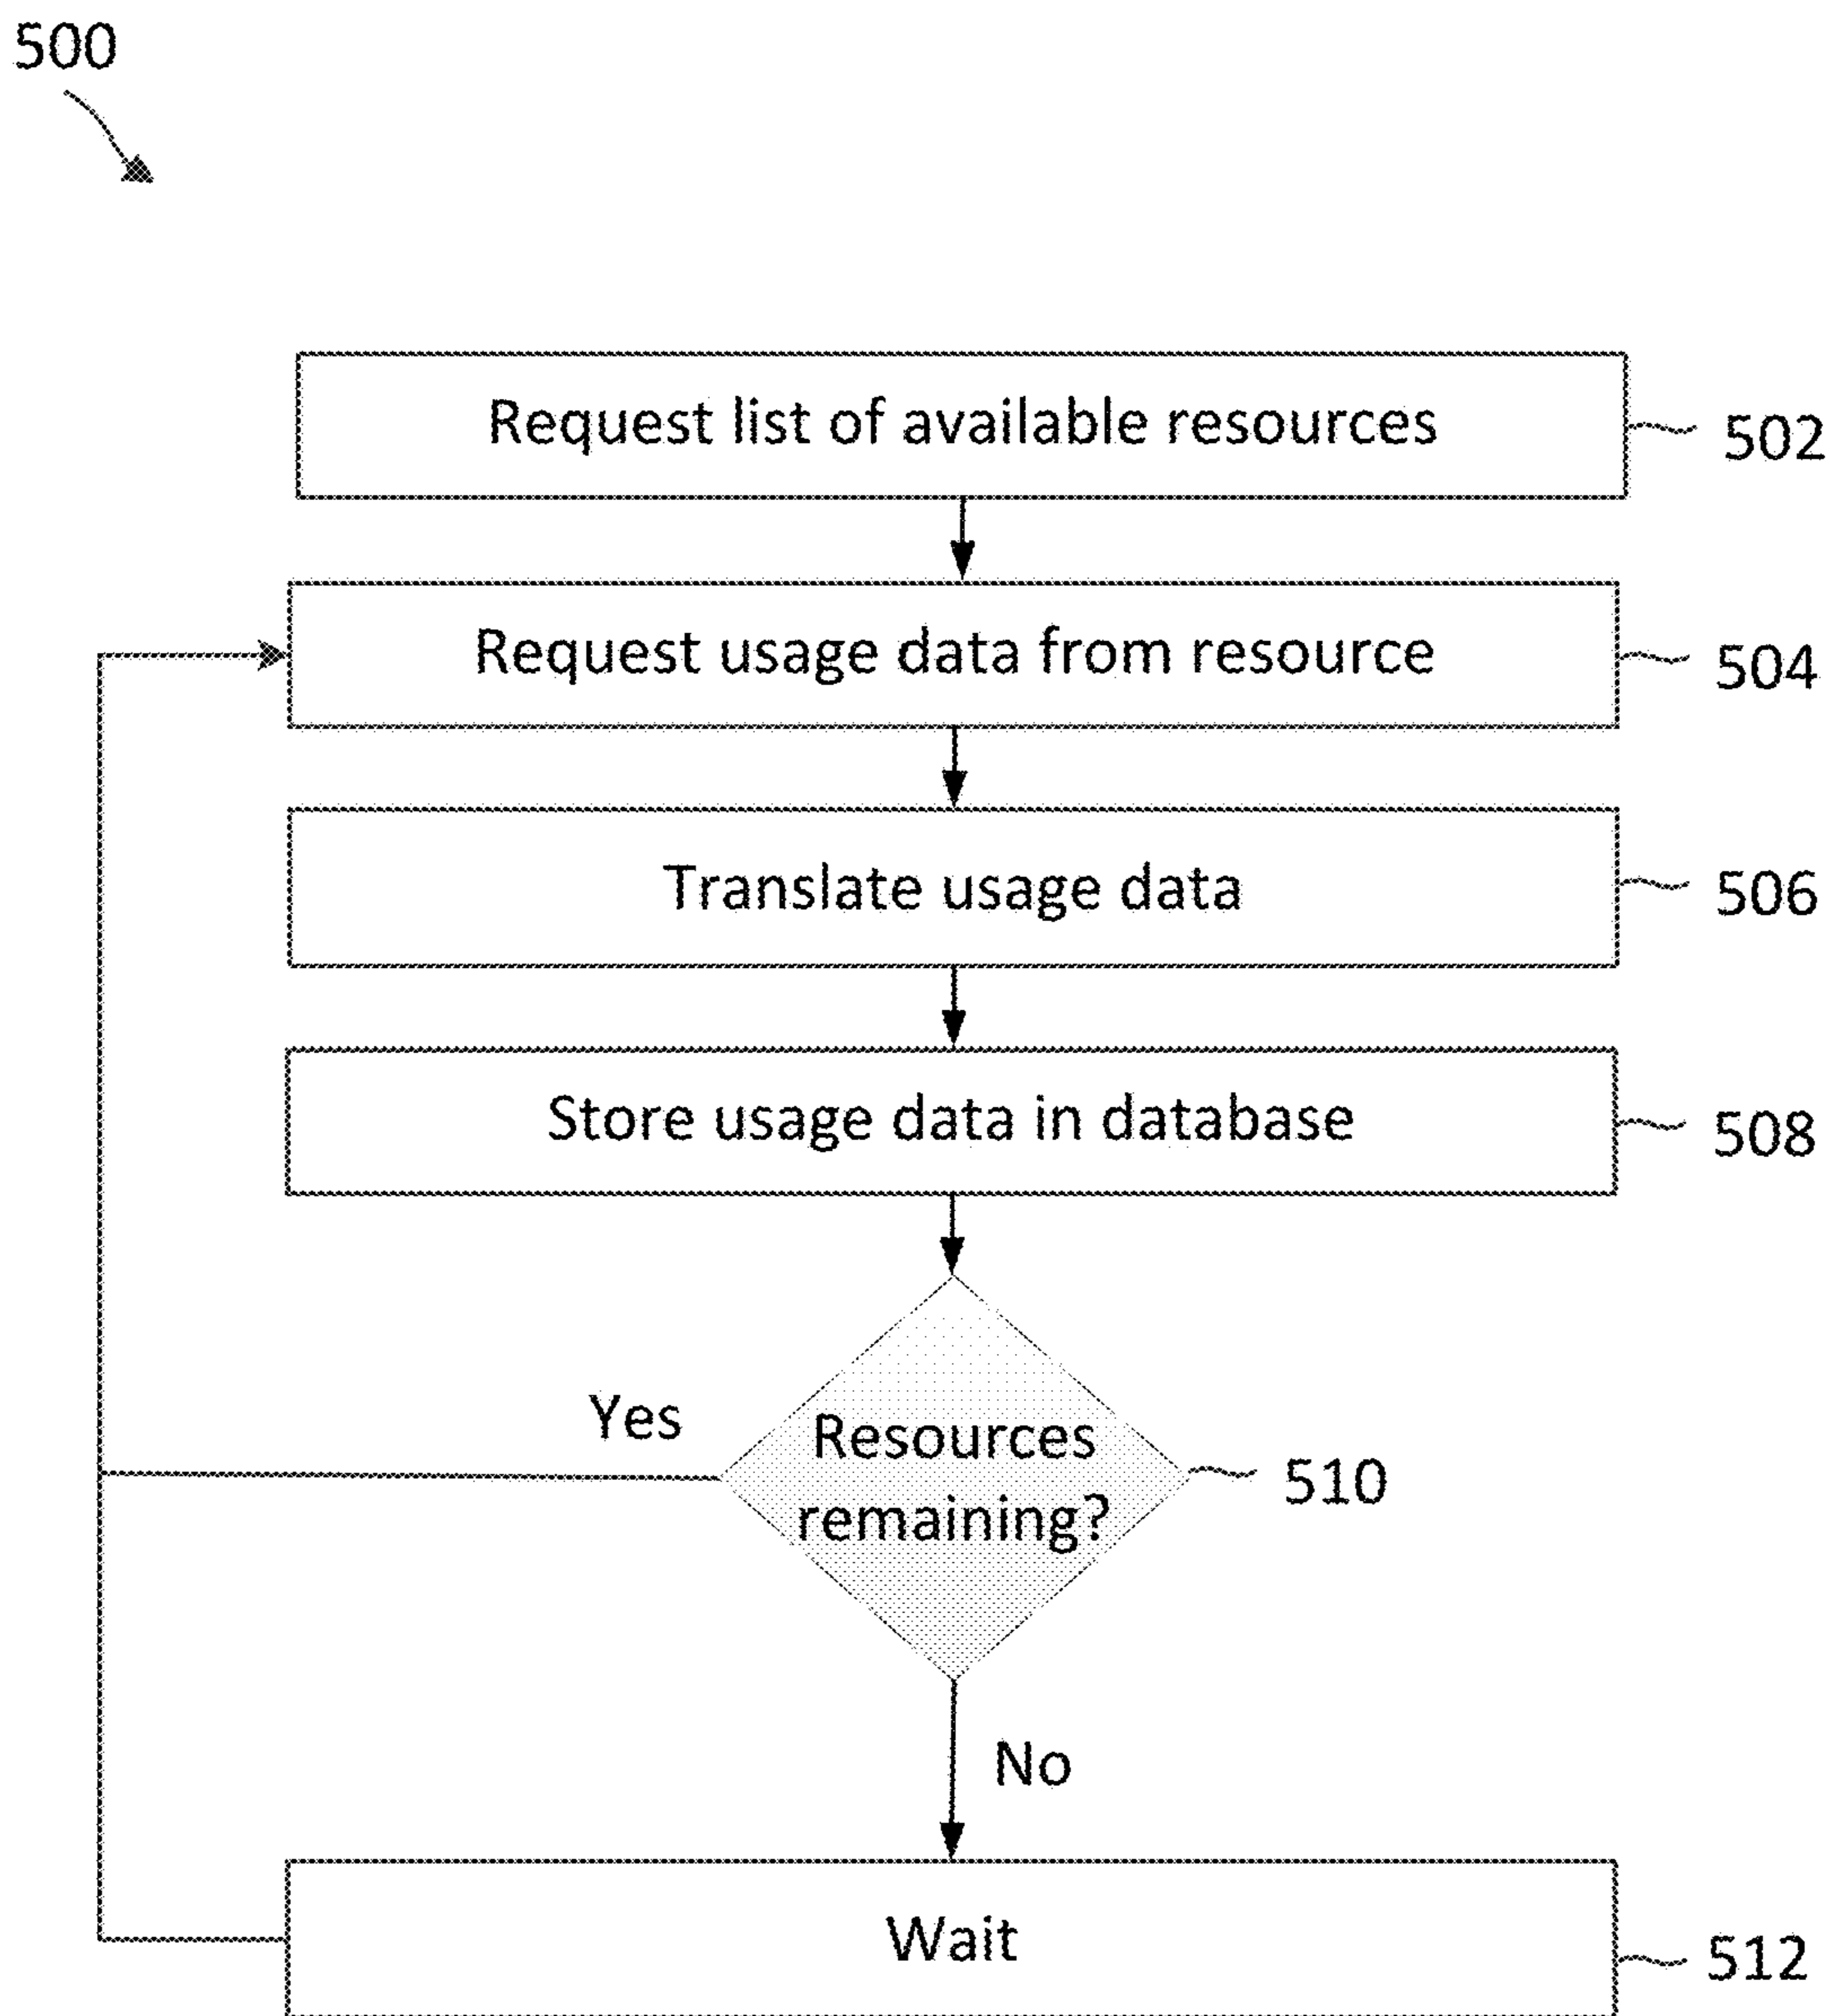 500
Request list of available resources
502
Request usage data from resource
504
Translate usage data
506
Store usage data in database
508
Yes
Resources
remaining?
510
No
Wait
512